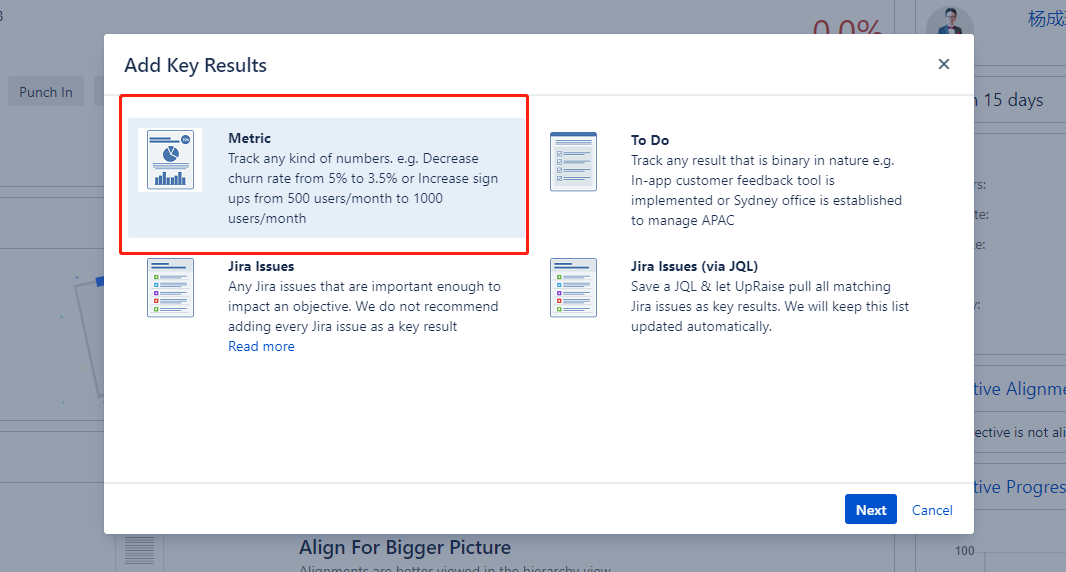 3
0.0%
杨成
Punch In
15 days
Add Key Results
Metric
Track any kind of numbers. e.g. Decrease
churn rate from 5% to 3.5% or Increase sign
ups from 500 users/month to 1000
users/month
To Do
Track any result that is binary in nature e.g.
In-app customer feedback tool is
implemented or Sydney office is established
to manage APAC
Jira Issues
Any Jira issues that are important enough to
impact an objective. We do not recommend
adding every Jira issue as a key result
Read more
Jira Issues (via JQL)
Save a JQL & let UpRaise pull all matching
Jira issues as key results. We will keep this list
updated automatically.
Next
Cancel
rs:
te:
e:
y:
tive Alignme
ective is not ali
tive Progres
100
Align For Bigger Picture
Alignments are better viewed in the hierarchy view